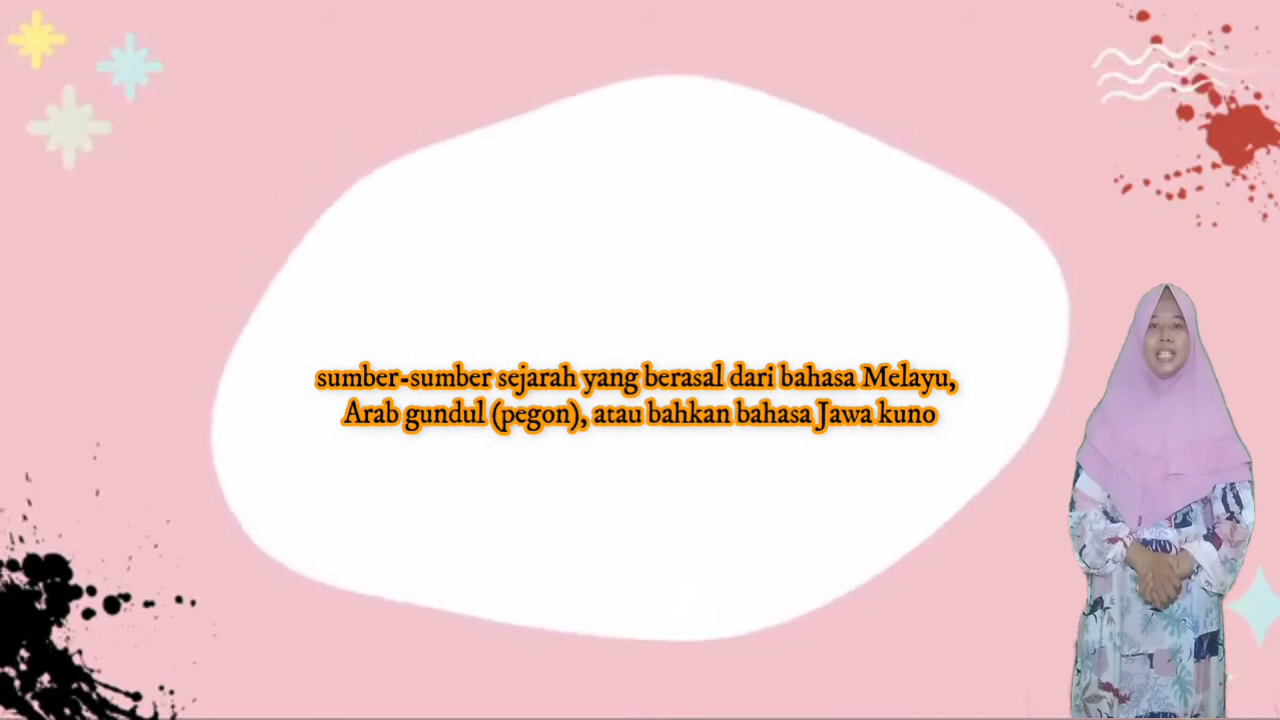 sumber-sumber sejarah yang berasal dari bahasa Melayu,
Arab gundul (pegon), atau bahkan bahasa Jawa kuno